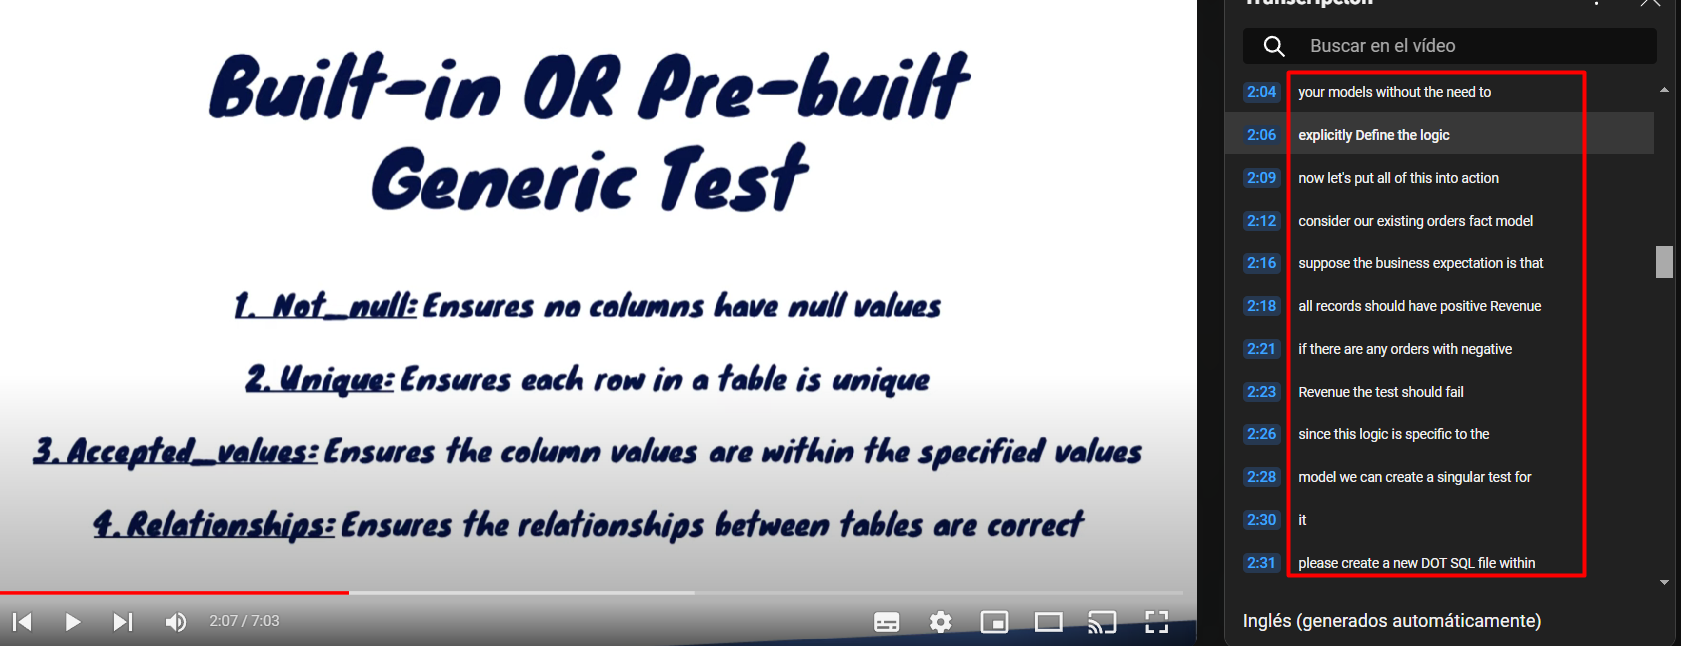 Built-in OR Pre-built
Generic Test
1. Not_null: Ensures no columns have null values
2. Unique: Ensures each row in a table is unique
3. Accepted_values: Ensures the column values are within the specified values
4. Relationships: Ensures the relationships between tables are correct
2:07 / 7:03
Transcripción
Buscar en el vídeo
2:04 your models without the need to
2:06 explicitly Define the logic
2:09 now let's put all of this into action
2:12 consider our existing orders fact model
2:16 suppose the business expectation is that
2:18 all records should have positive Revenue
2:21 if there are any orders with negative
2:23 Revenue the test should fail
2:26 since this logic is specific to the
2:28 model we can create a singular test for
2:30 it
2:31 please create a new DOT SQL file within
Inglés (generados automáticamente)